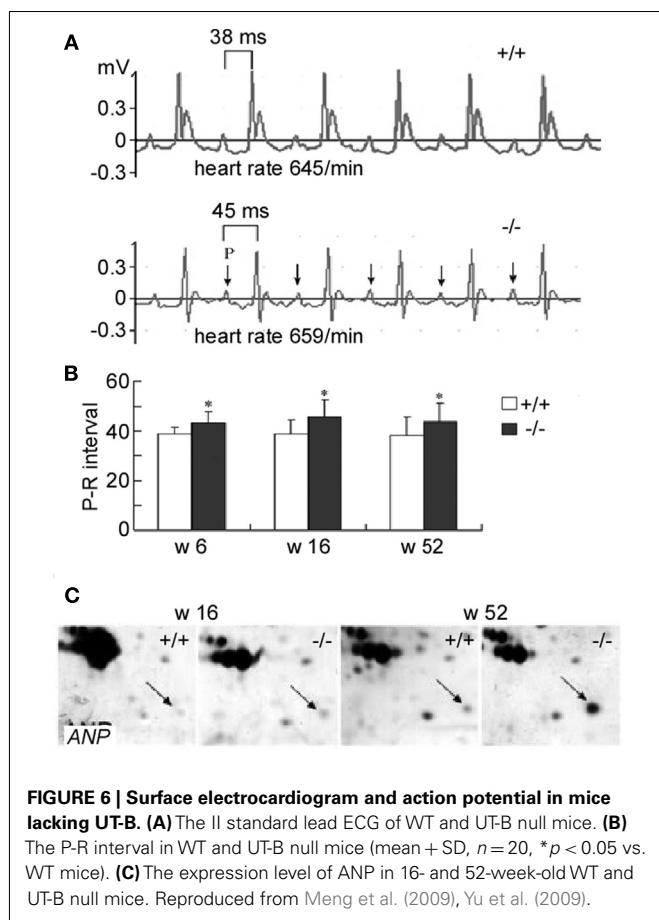 A
38 ms
+/+
mV
0.3
0
-0.3
heart rate 645/min
45 ms
-/-
P
0.3
0
-0.3
heart rate 659/min
B
60
40
20
0
P-R interval
* * *
+/+
-/-
w 6 w 16 w 52
C
w 16 w 52
+/+ -/- +/+ -/-
ANP
FIGURE 6 | Surface electrocardiogram and action potential in mice
lacking UT-B. (A) The II standard lead ECG of WT and UT-B null mice. (B)
The P-R interval in WT and UT-B null mice (mean + SD, n = 20, *p < 0.05 vs.
WT mice). (C) The expression level of ANP in 16- and 52-week-old WT and
UT-B null mice. Reproduced from Meng et al. (2009), Yu et al. (2009).